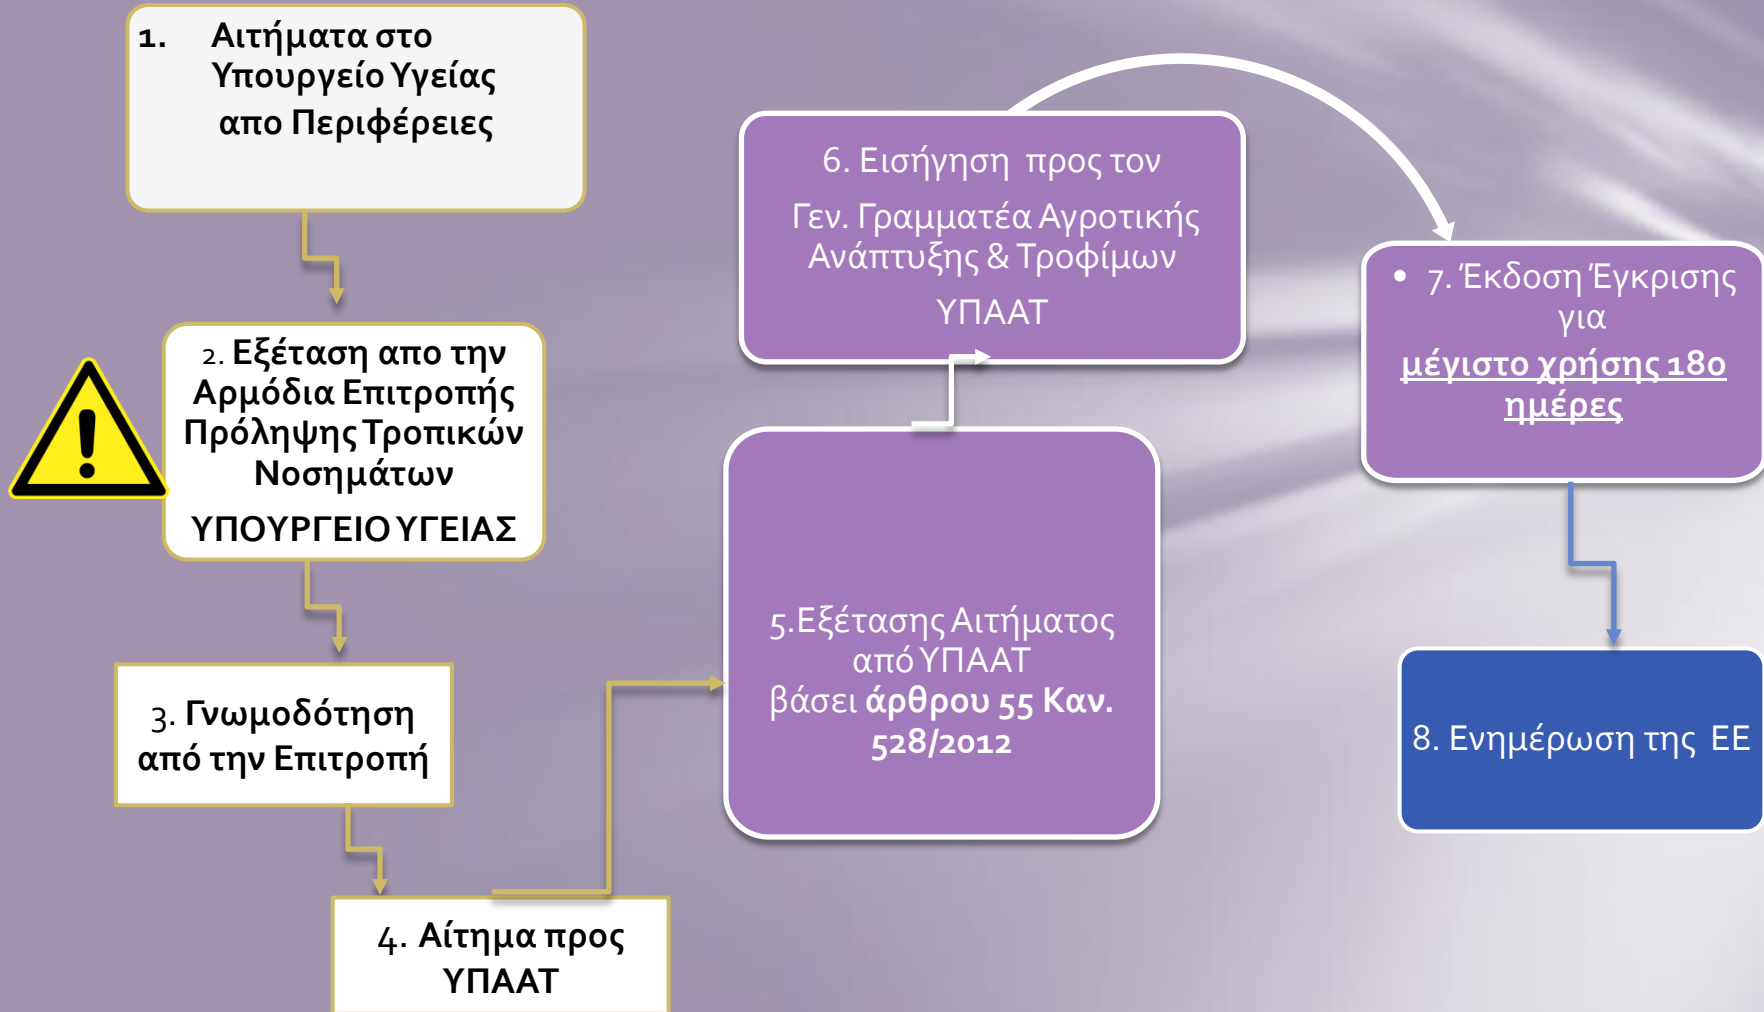 1. Αιτήματα στο
Υπουργείο Υγείας
απο Περιφέρειες
2. Εξέταση απο την
Αρμόδια Επιτροπής
Πρόληψης Τροπικών
Νοσημάτων
ΥΠΟΥΡΓΕΙΟ ΥΓΕΙΑΣ
3. Γνωμοδότηση
από την Επιτροπή
4. Αίτημα προς
ΥΠΑΑΤ
5.Εξέτασης Αιτήματος
από ΥΠΑΑΤ
βάσει άρθρου 55 Καν.
528/2012
6. Εισήγηση προς τον
Γεν. Γραμματέα Αγροτικής
Ανάπτυξης & Τροφίμων
ΥΠΑΑΤ
• 7. Έκδοση Έγκρισης
για
μέγιστο χρήσης 180
ημέρες
8. Ενημέρωση της ΕΕ